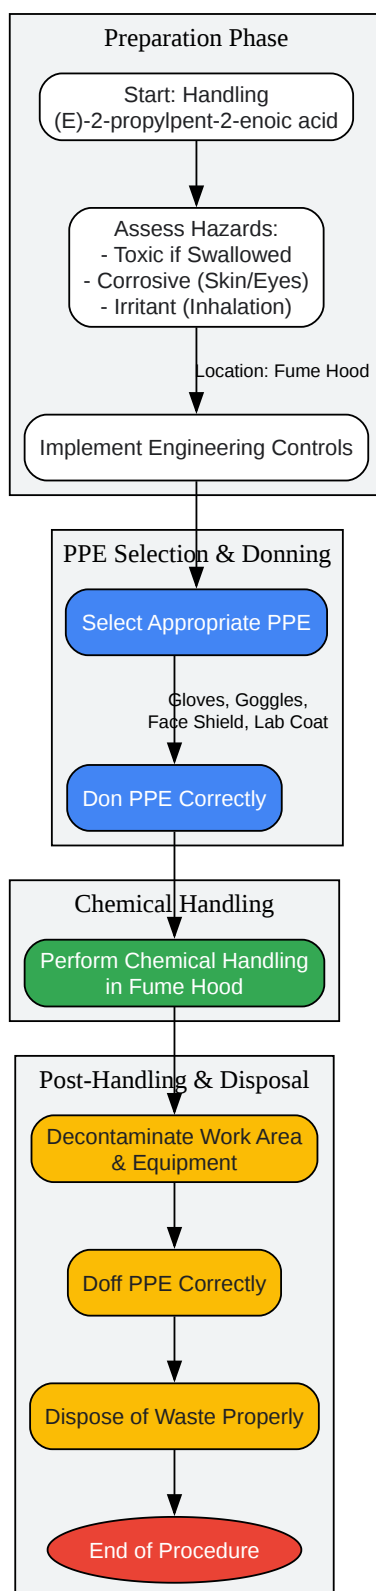 Preparation Phase
Start: Handling
(E)-2-propylpent-2-enoic acid
Assess Hazards:
- Toxic if Swallowed
- Corrosive (Skin/Eyes)
- Irritant (Inhalation)
Location: Fume Hood
Implement Engineering Controls
PPE Selection & Donning
Select Appropriate PPE
Gloves, Goggles,
Face Shield, Lab Coat
Don PPE Correctly
Chemical Handling
Perform Chemical Handling
in Fume Hood
Post-Handling & Disposal
Decontaminate Work Area
& Equipment
Doff PPE Correctly
Dispose of Waste Properly
End of Procedure